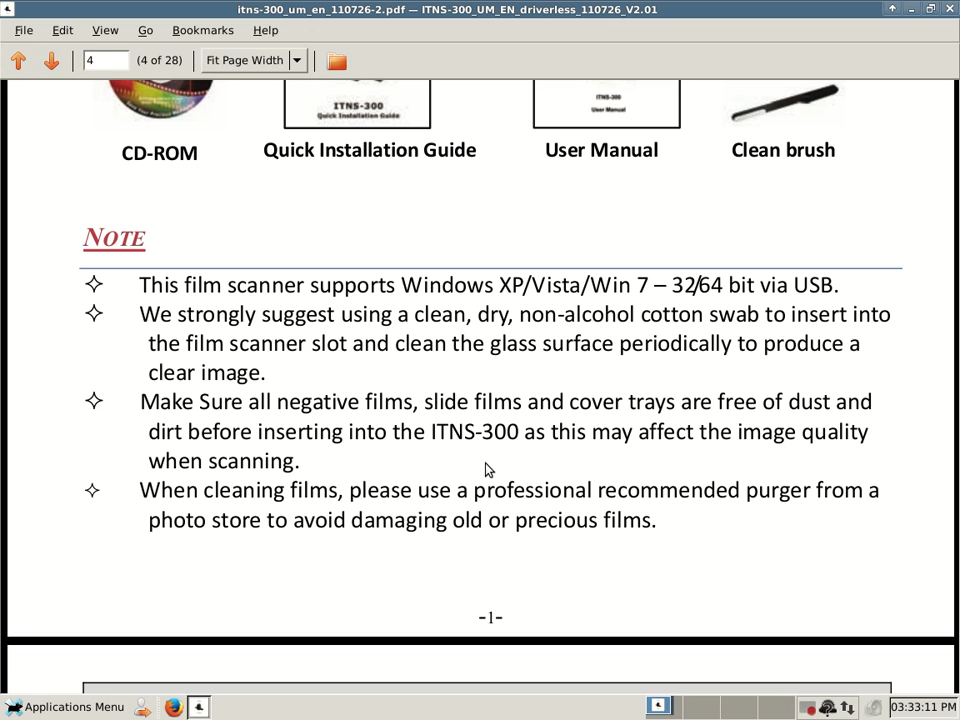 itns-300_um_en_110726-2.pdf — ITNS-300_UM_EN_driverless_110726_V2.01
File Edit View Go Bookmarks Help
4 (4 of 28) Fit Page Width
ITNS-300
Quick Installation Guide
ITNS-300
User Manual
CD-ROM Quick Installation Guide User Manual Clean brush
NOTE
This film scanner supports Windows XP/Vista/Win 7 – 32/64 bit via USB.
We strongly suggest using a clean, dry, non-alcohol cotton swab to insert into
the film scanner slot and clean the glass surface periodically to produce a
clear image.
Make Sure all negative films, slide films and cover trays are free of dust and
dirt before inserting into the ITNS-300 as this may affect the image quality
when scanning.
When cleaning films, please use a professional recommended purger from a
photo store to avoid damaging old or precious films.
-1-
Applications Menu 03:33:11 PM